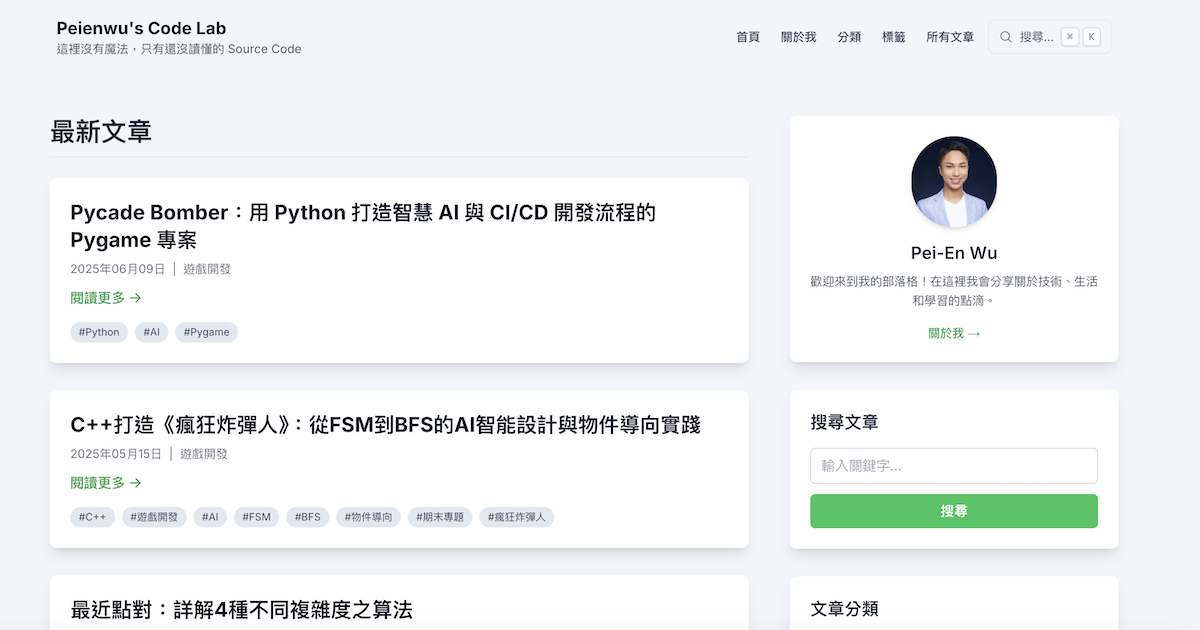 Peienwu's Code Lab
這裡沒有魔法，只有還沒讀懂的 Source Code
首頁 關於我 分類 標籤 所有文章 搜尋... ⌘ K
最新文章
Pycade Bomber：用 Python 打造智慧 AI 與 CI/CD 開發流程的
Pygame 專案
2025年06月09日 | 遊戲開發
閱讀更多 →
#Python #AI #Pygame
C++打造《瘋狂炸彈人》：從FSM到BFS的AI智能設計與物件導向實踐
2025年05月15日 | 遊戲開發
閱讀更多 →
#C++ #遊戲開發 #AI #FSM #BFS #物件導向 #期末專題 #瘋狂炸彈人
最近點對：詳解4種不同複雜度之算法
Pei-En Wu
歡迎來到我的部落格！在這裡我會分享關於技術、生活
和學習的點滴。
關於我 →
搜尋文章
輸入關鍵字...
搜尋
文章分類